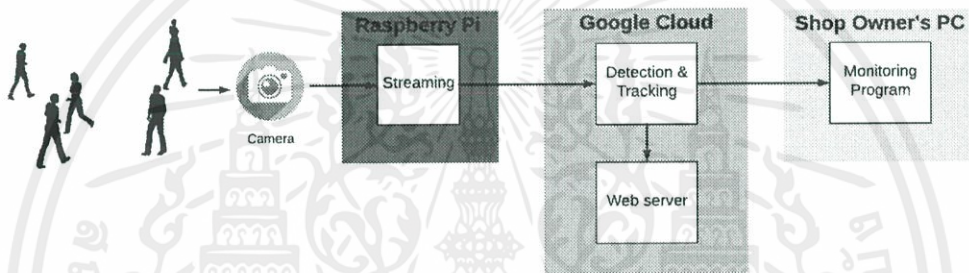 Raspberry Pi
Google Cloud
Shop Owner's PC
Streaming
Detection &
Tracking
Monitoring
Program
Camera
Web server